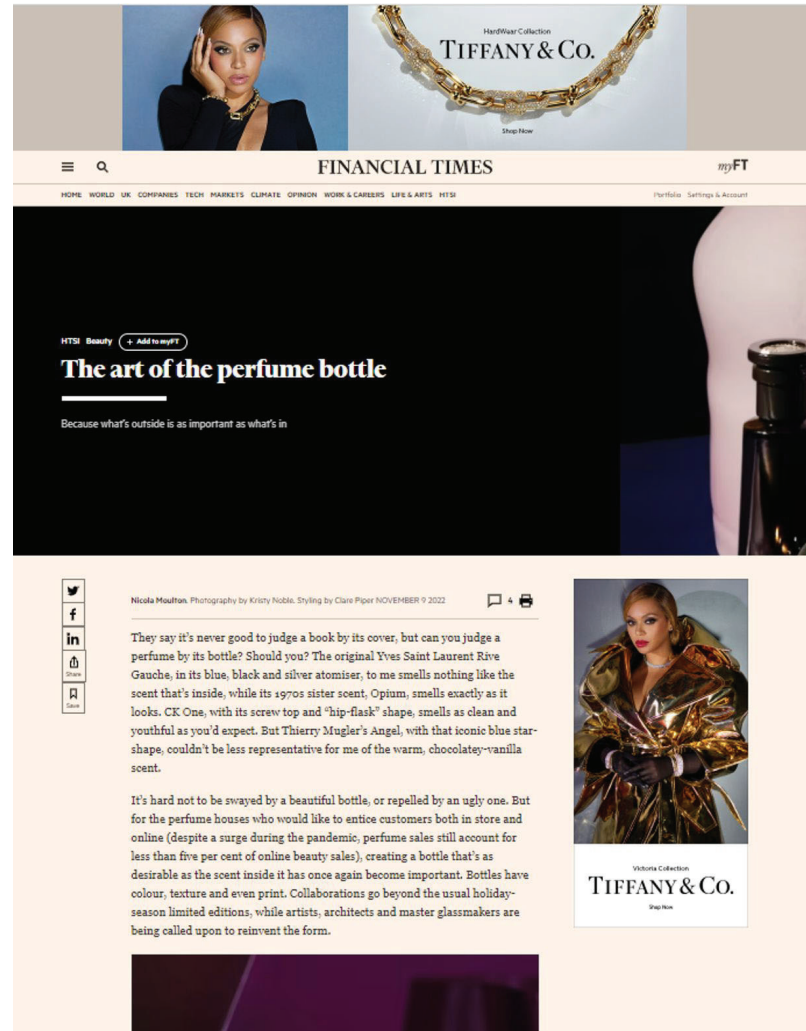 HardWear Collection
TIFFANY & CO.
Shop Now
FINANCIAL TIMES
myFT
HOME WORLD UK COMPANIES TECH MARKETS CLIMATE OPINION WORK & CAREERS LIFE & ARTS HTSI
Portfolio Settings & Account
HTSI Beauty + Add to myFT
The art of the perfume bottle
Because what's outside is as important as what's in
Nicola Moulton. Photography by Kristy Noble. Styling by Clare Piper NOVEMBER 9 2022
4
Share
Save
They say it's never good to judge a book by its cover, but can you judge a
perfume by its bottle? Should you? The original Yves Saint Laurent Rive
Gauche, in its blue, black and silver atomiser, to me smells nothing like the
scent that's inside, while its 1970s sister scent, Opium, smells exactly as it
looks. CK One, with its screw top and “hip-flask” shape, smells as clean and
youthful as you'd expect. But Thierry Mugler's Angel, with that iconic blue star-
shape, couldn't be less representative for me of the warm, chocolatey-vanilla
scent.
It's hard not to be swayed by a beautiful bottle, or repelled by an ugly one. But
for the perfume houses who would like to entice customers both in store and
online (despite a surge during the pandemic, perfume sales still account for
less than five per cent of online beauty sales), creating a bottle that's as
desirable as the scent inside it has once again become important. Bottles have
colour, texture and even print. Collaborations go beyond the usual holiday-
season limited editions, while artists, architects and master glassmakers are
being called upon to reinvent the form.
Victoria Collection
TIFFANY & CO.
Shop Now